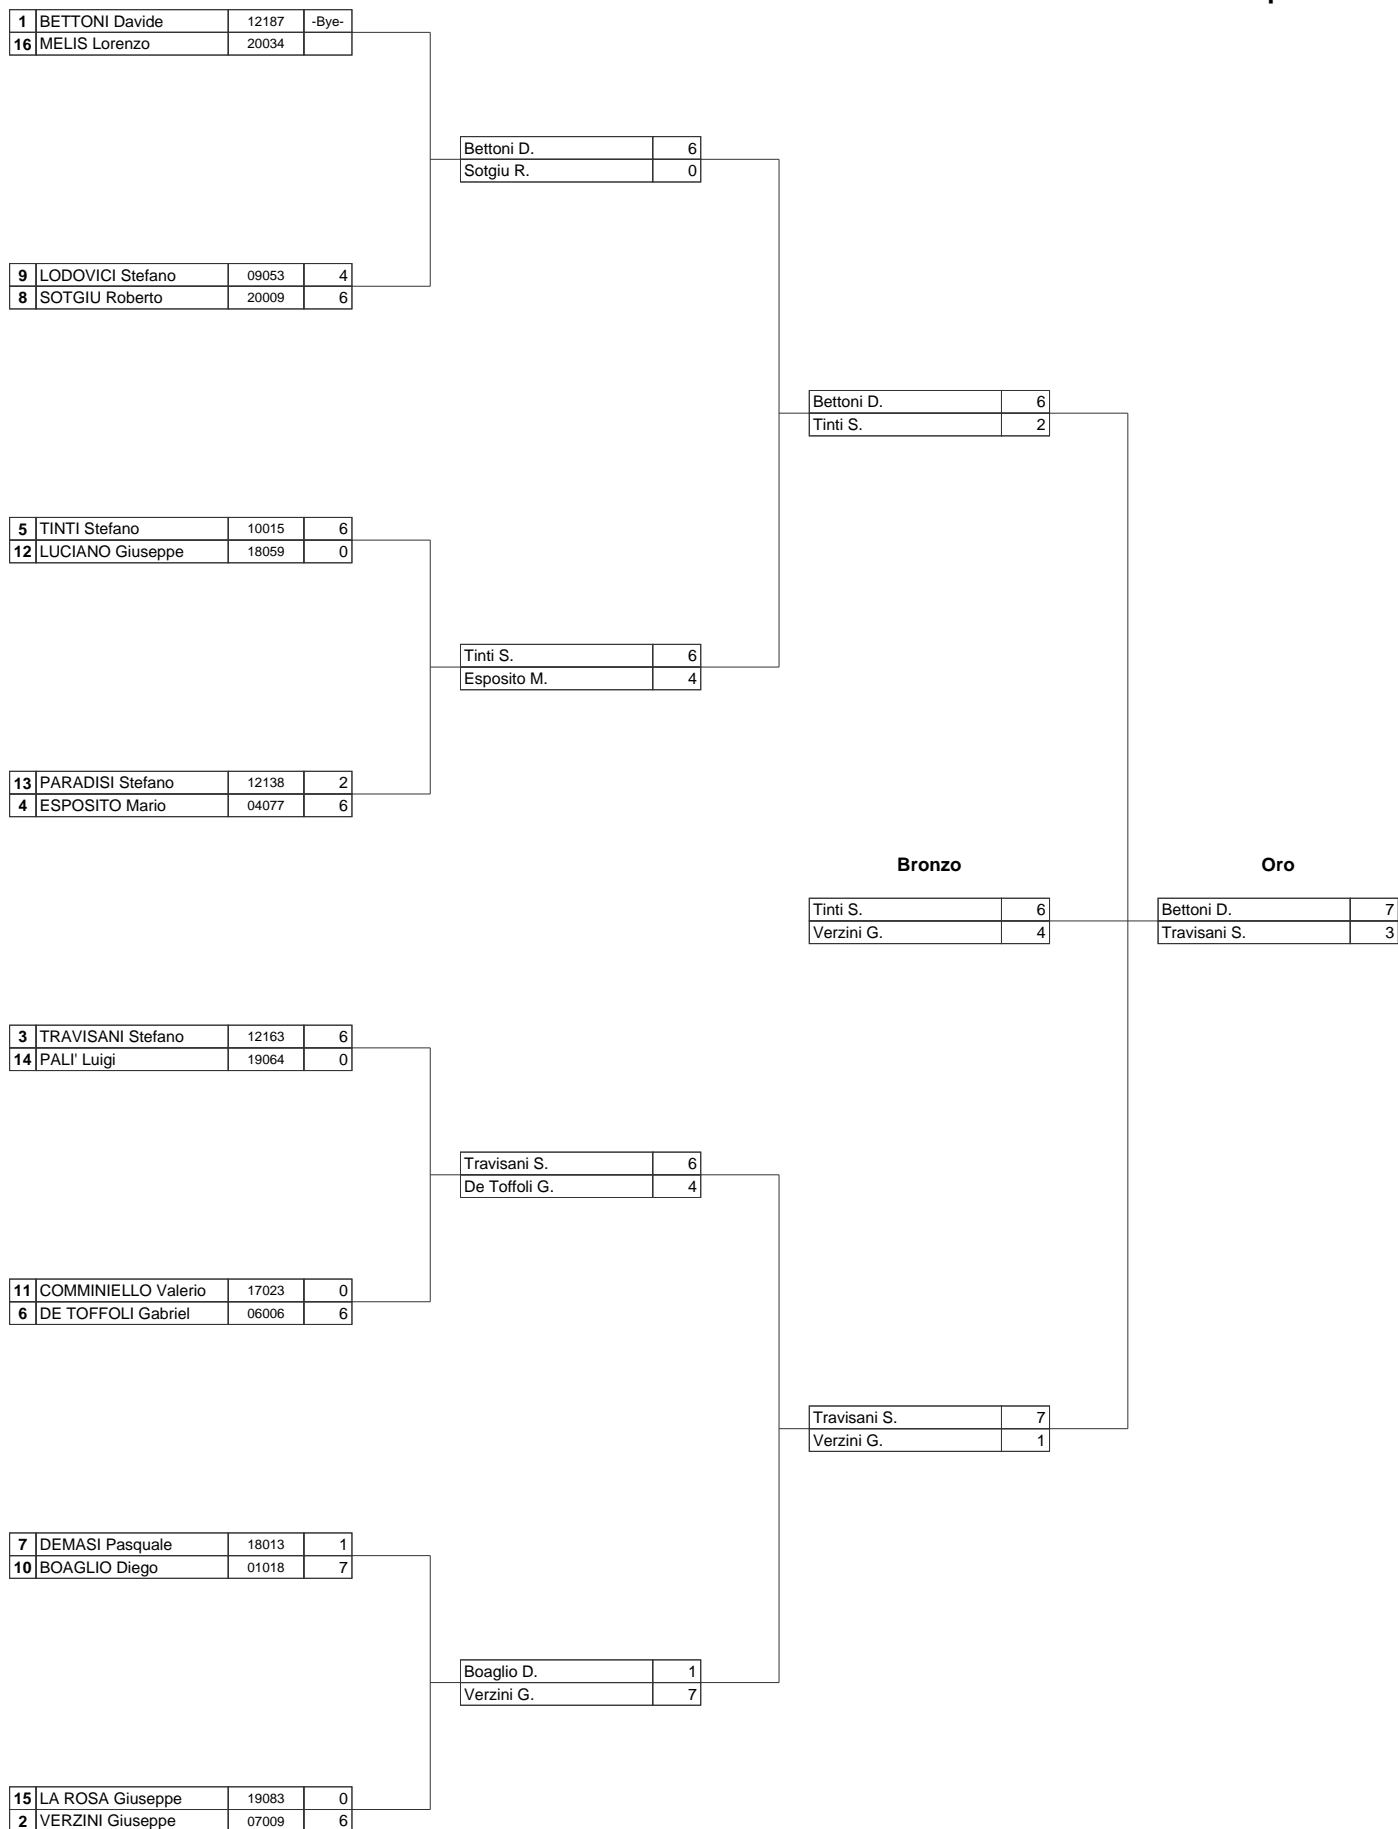 1 BETTONI Davide 12187 -Bye-
16 MELIS Lorenzo 20034
Bettoni D. 6
Sotgiu R. 0
9 LODOVICI Stefano 09053 4
8 SOTGIU Roberto 20009 6
Bettoni D. 6
Tinti S. 2
5 TINTI Stefano 10015 6
12 LUCIANO Giuseppe 18059 0
Tinti S. 6
Esposito M. 4
13 PARADISI Stefano 12138 2
4 ESPOSITO Mario 04077 6
Bronzo Oro
Tinti S. 6 Bettoni D. 7
Verzini G. 4 Travisani S. 3
3 TRAVISANI Stefano 12163 6
14 PALI' Luigi 19064 0
Travisani S. 6
De Toffoli G. 4
11 COMMINIELLO Valerio 17023 0
6 DE TOFFOLI Gabriel 06006 6
Travisani S. 7
Verzini G. 1
7 DEMASI Pasquale 18013 1
10 BOAGLIO Diego 01018 7
Boaglio D. 1
Verzini G. 7
15 LA ROSA Giuseppe 19083 0
2 VERZINI Giuseppe 07009 6